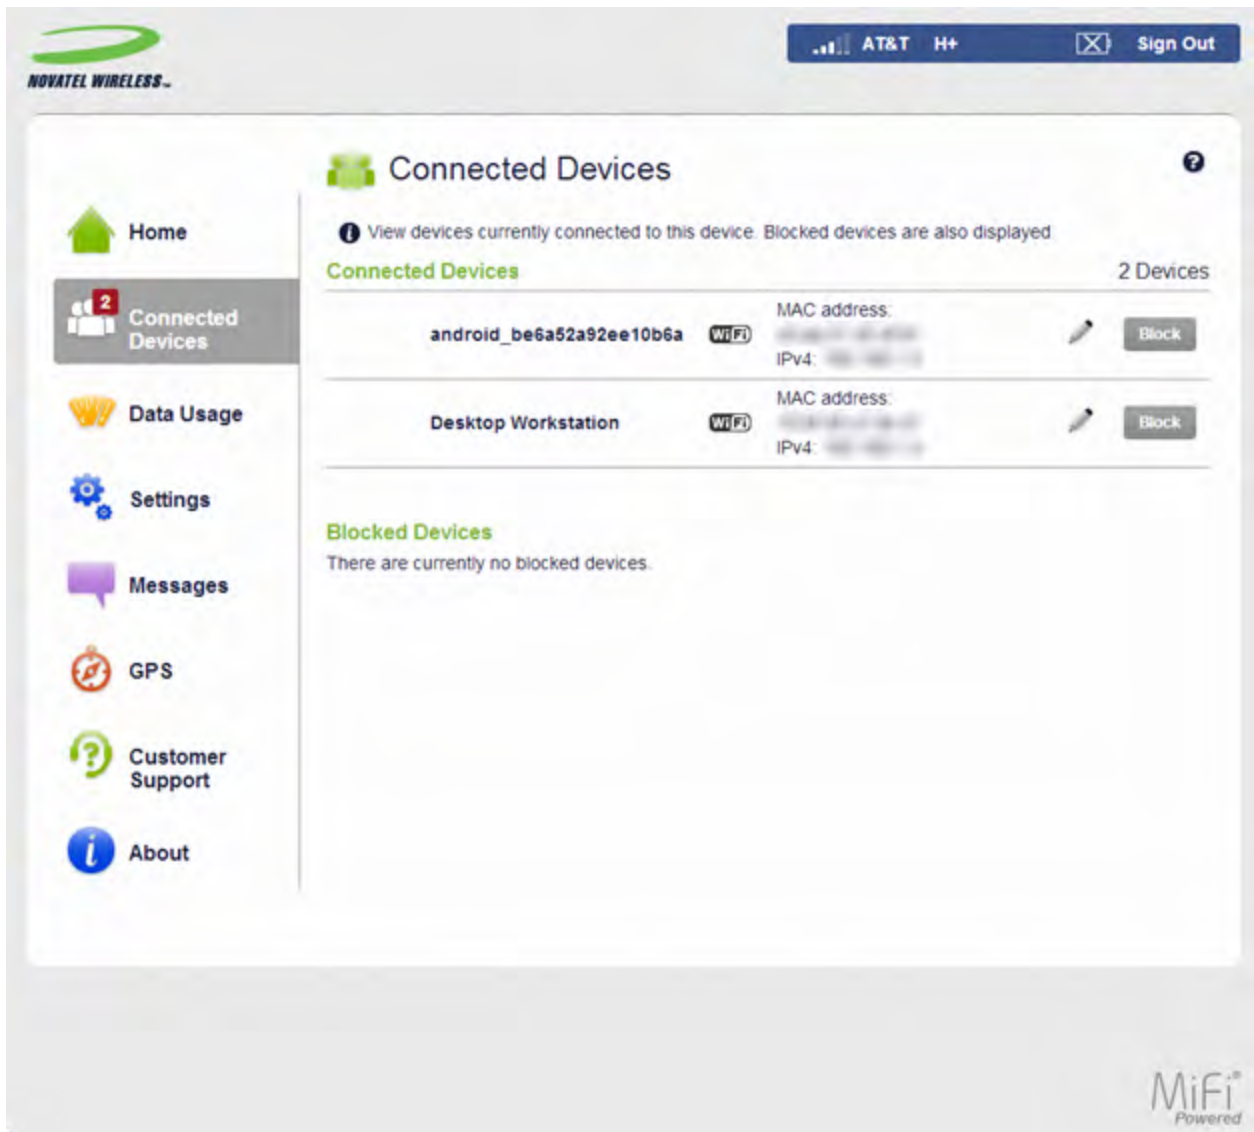 NOVATEL WIRELESS™
AT&T H+ Sign Out
Connected Devices
Home
Connected
Devices
Data Usage
Settings
Messages
GPS
Customer
Support
About
View devices currently connected to this device. Blocked devices are also displayed.
Connected Devices 2 Devices
android_be6a52a92ee10b6a WiFi MAC address:
IPv4:
Block
Desktop Workstation WiFi MAC address:
IPv4:
Block
Blocked Devices
There are currently no blocked devices.
2
MiFi®
Powered